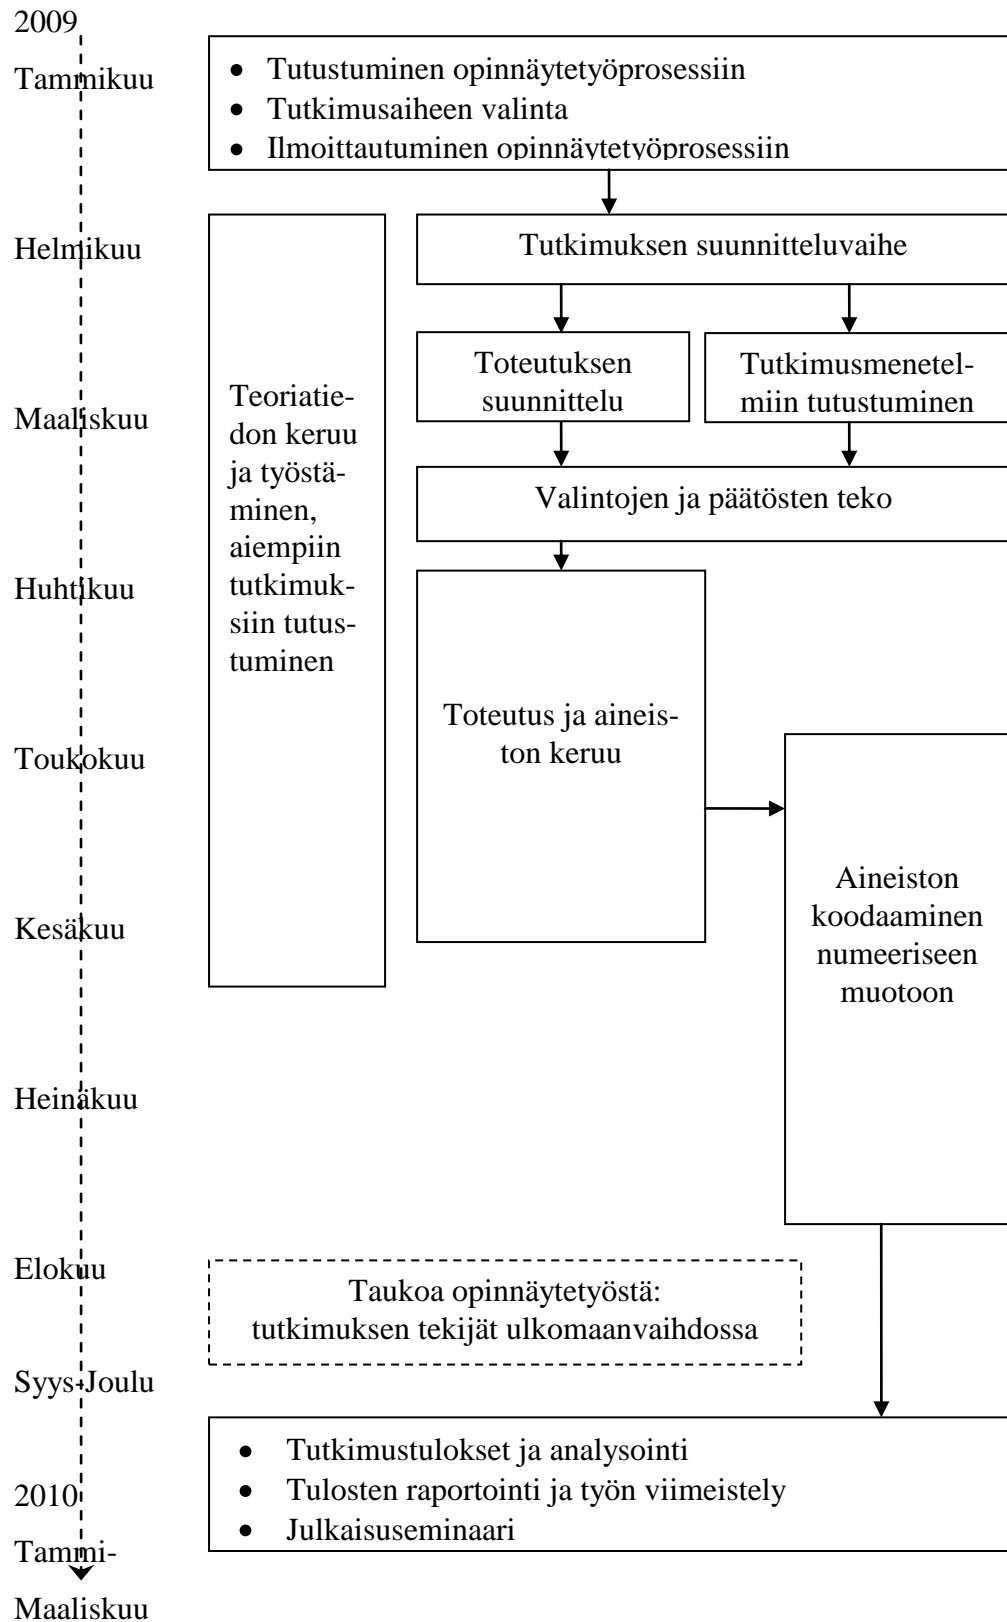 2009
Tammikuu
• Tutustuminen opinnäytetyöprosessiin
• Tutkimusaiheen valinta
• Ilmoittautuminen opinnäytetyöprosessiin
Helmikuu
Tutkimuksen suunnitteluvaihe
Toteutuksen
suunnittelu
Tutkimusmenetel-
miin tutustuminen
Maaliskuu
Teoriatie-
don keruu
ja työstä-
minen,
aiempiin
tutkimuk-
siin tutus-
tuminen
Valintojen ja päätösten teko
Huhtikuu
Toteutus ja aineis-
ton keruu
Toukokuu
Aineiston
koodaaminen
numeeriseen
muotoon
Kesäkuu
Heinäkuu
Elokuu
Taukoa opinnäytetyöstä:
tutkimuksen tekijät ulkomaanvaihdossa
Syys-Joulu
• Tutkimustulokset ja analysointi
• Tulosten raportointi ja työn viimeistely
• Julkaisuseminaari
2010
Tammi-
Maaliskuu